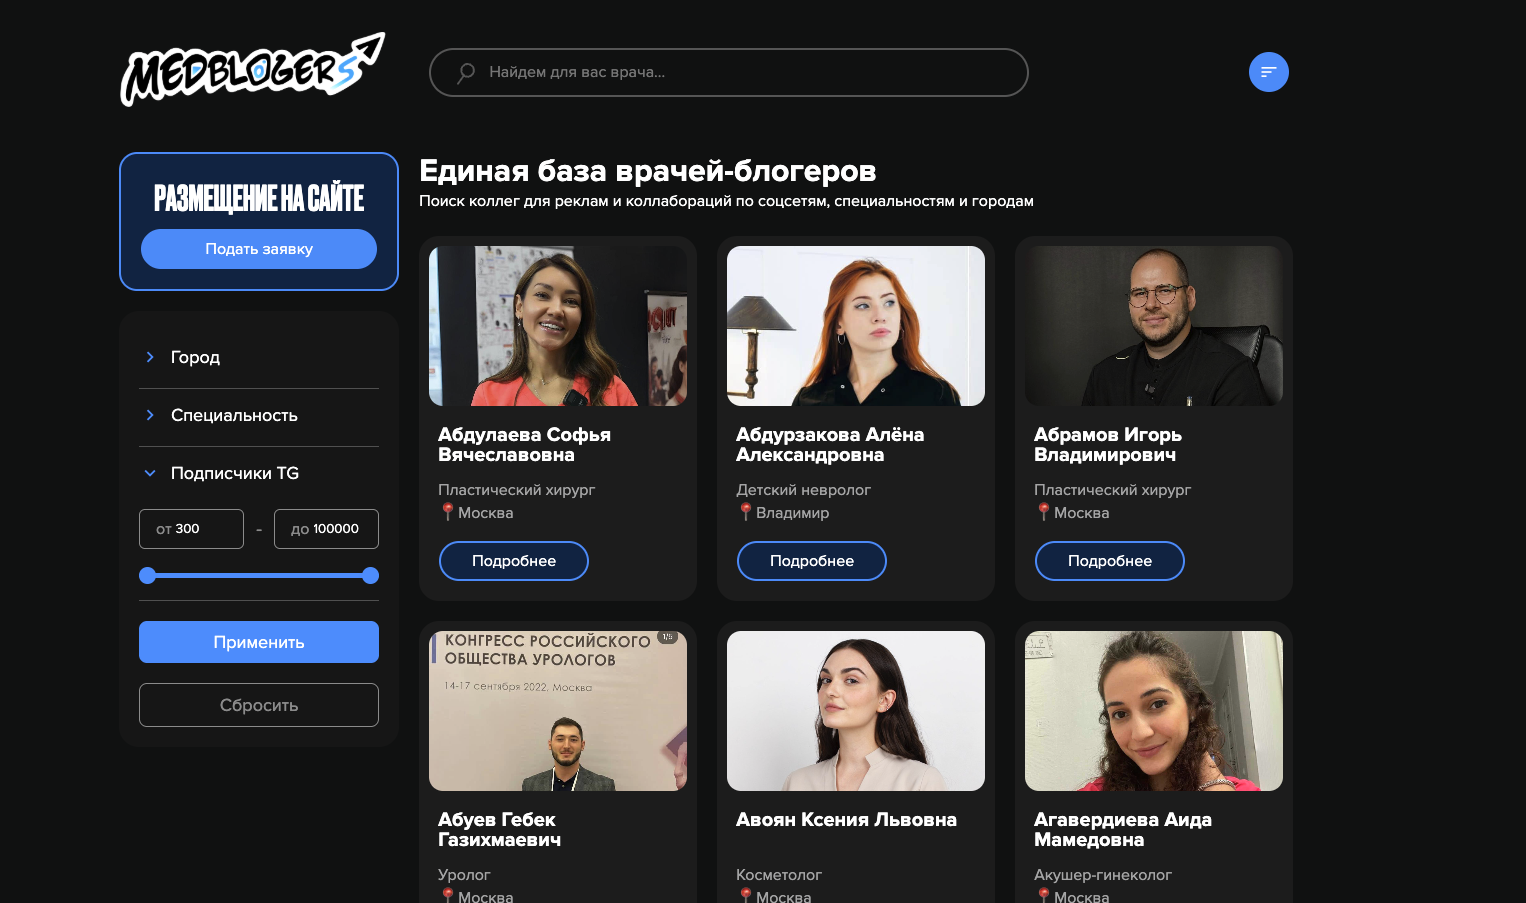 MEDBLOGERS
Найдем для вас врача...
РАЗМЕЩЕНИЕ НА САЙТЕ
Подать заявку
Город
Специальность
Подписчики TG
от 300 - до 100000
Применить
Сбросить
Единая база врачей-блогеров
Поиск коллег для реклам и коллабораций по соцсетям, специальностям и городам
Абдулаева Софья
Вячеславовна
Пластический хирург
Москва
Подробнее
Абдурзакова Алёна
Александровна
Детский невролог
Владимир
Подробнее
Абрамов Игорь
Владимирович
Пластический хирург
Москва
Подробнее
КОНГРЕСС РОССИЙСКОГО
ОБЩЕСТВА УРОЛОГОВ
14-17 сентября 2022, Москва
1/5
Абуев Гебек
Газихмаевич
Уролог
Москва
Авоян Ксения Львовна
Косметолог
Москва
Агавердиева Аида
Мамедовна
Акушер-гинеколог
Москва